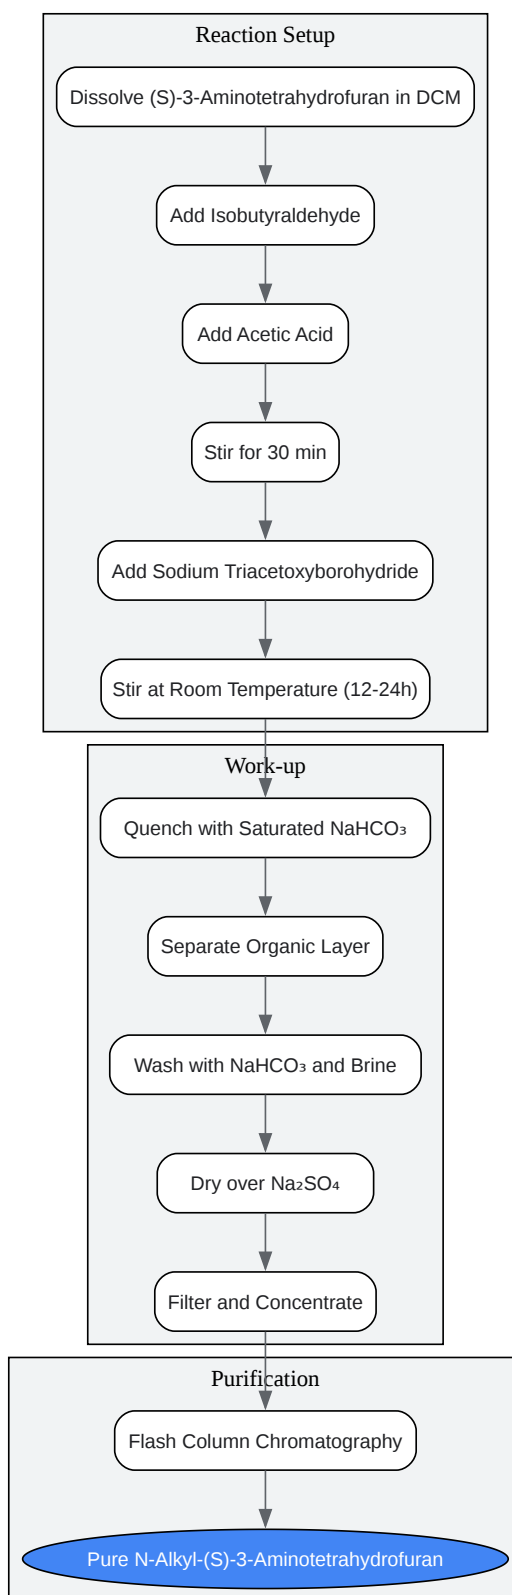 Reaction Setup
Dissolve (S)-3-Aminotetrahydrofuran in DCM
Add Isobutyraldehyde
Add Acetic Acid
Stir for 30 min
Add Sodium Triacetoxyborohydride
Stir at Room Temperature (12-24h)
Work-up
Quench with Saturated NaHCO₃
Separate Organic Layer
Wash with NaHCO₃ and Brine
Dry over Na₂SO₄
Filter and Concentrate
Purification
Flash Column Chromatography
Pure N-Alkyl-(S)-3-Aminotetrahydrofuran